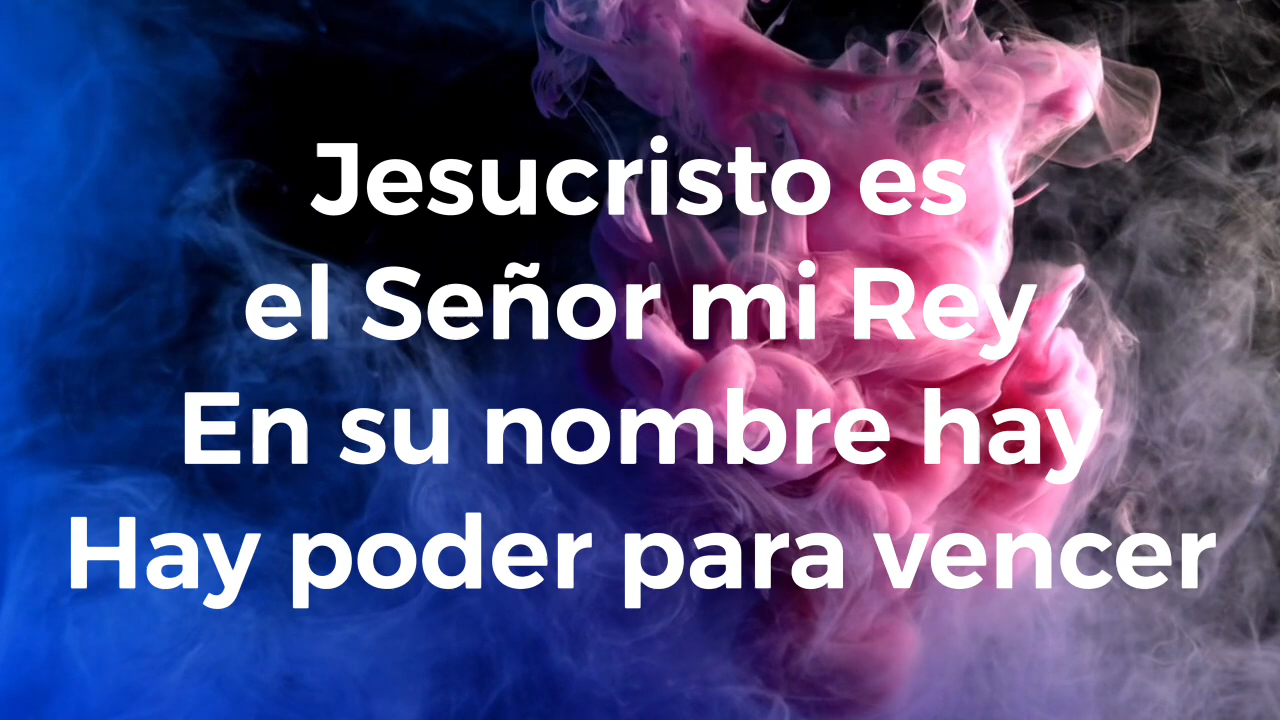 Jesucristo es
el Señor mi Rey
En su nombre hay
Hay poder para vencer